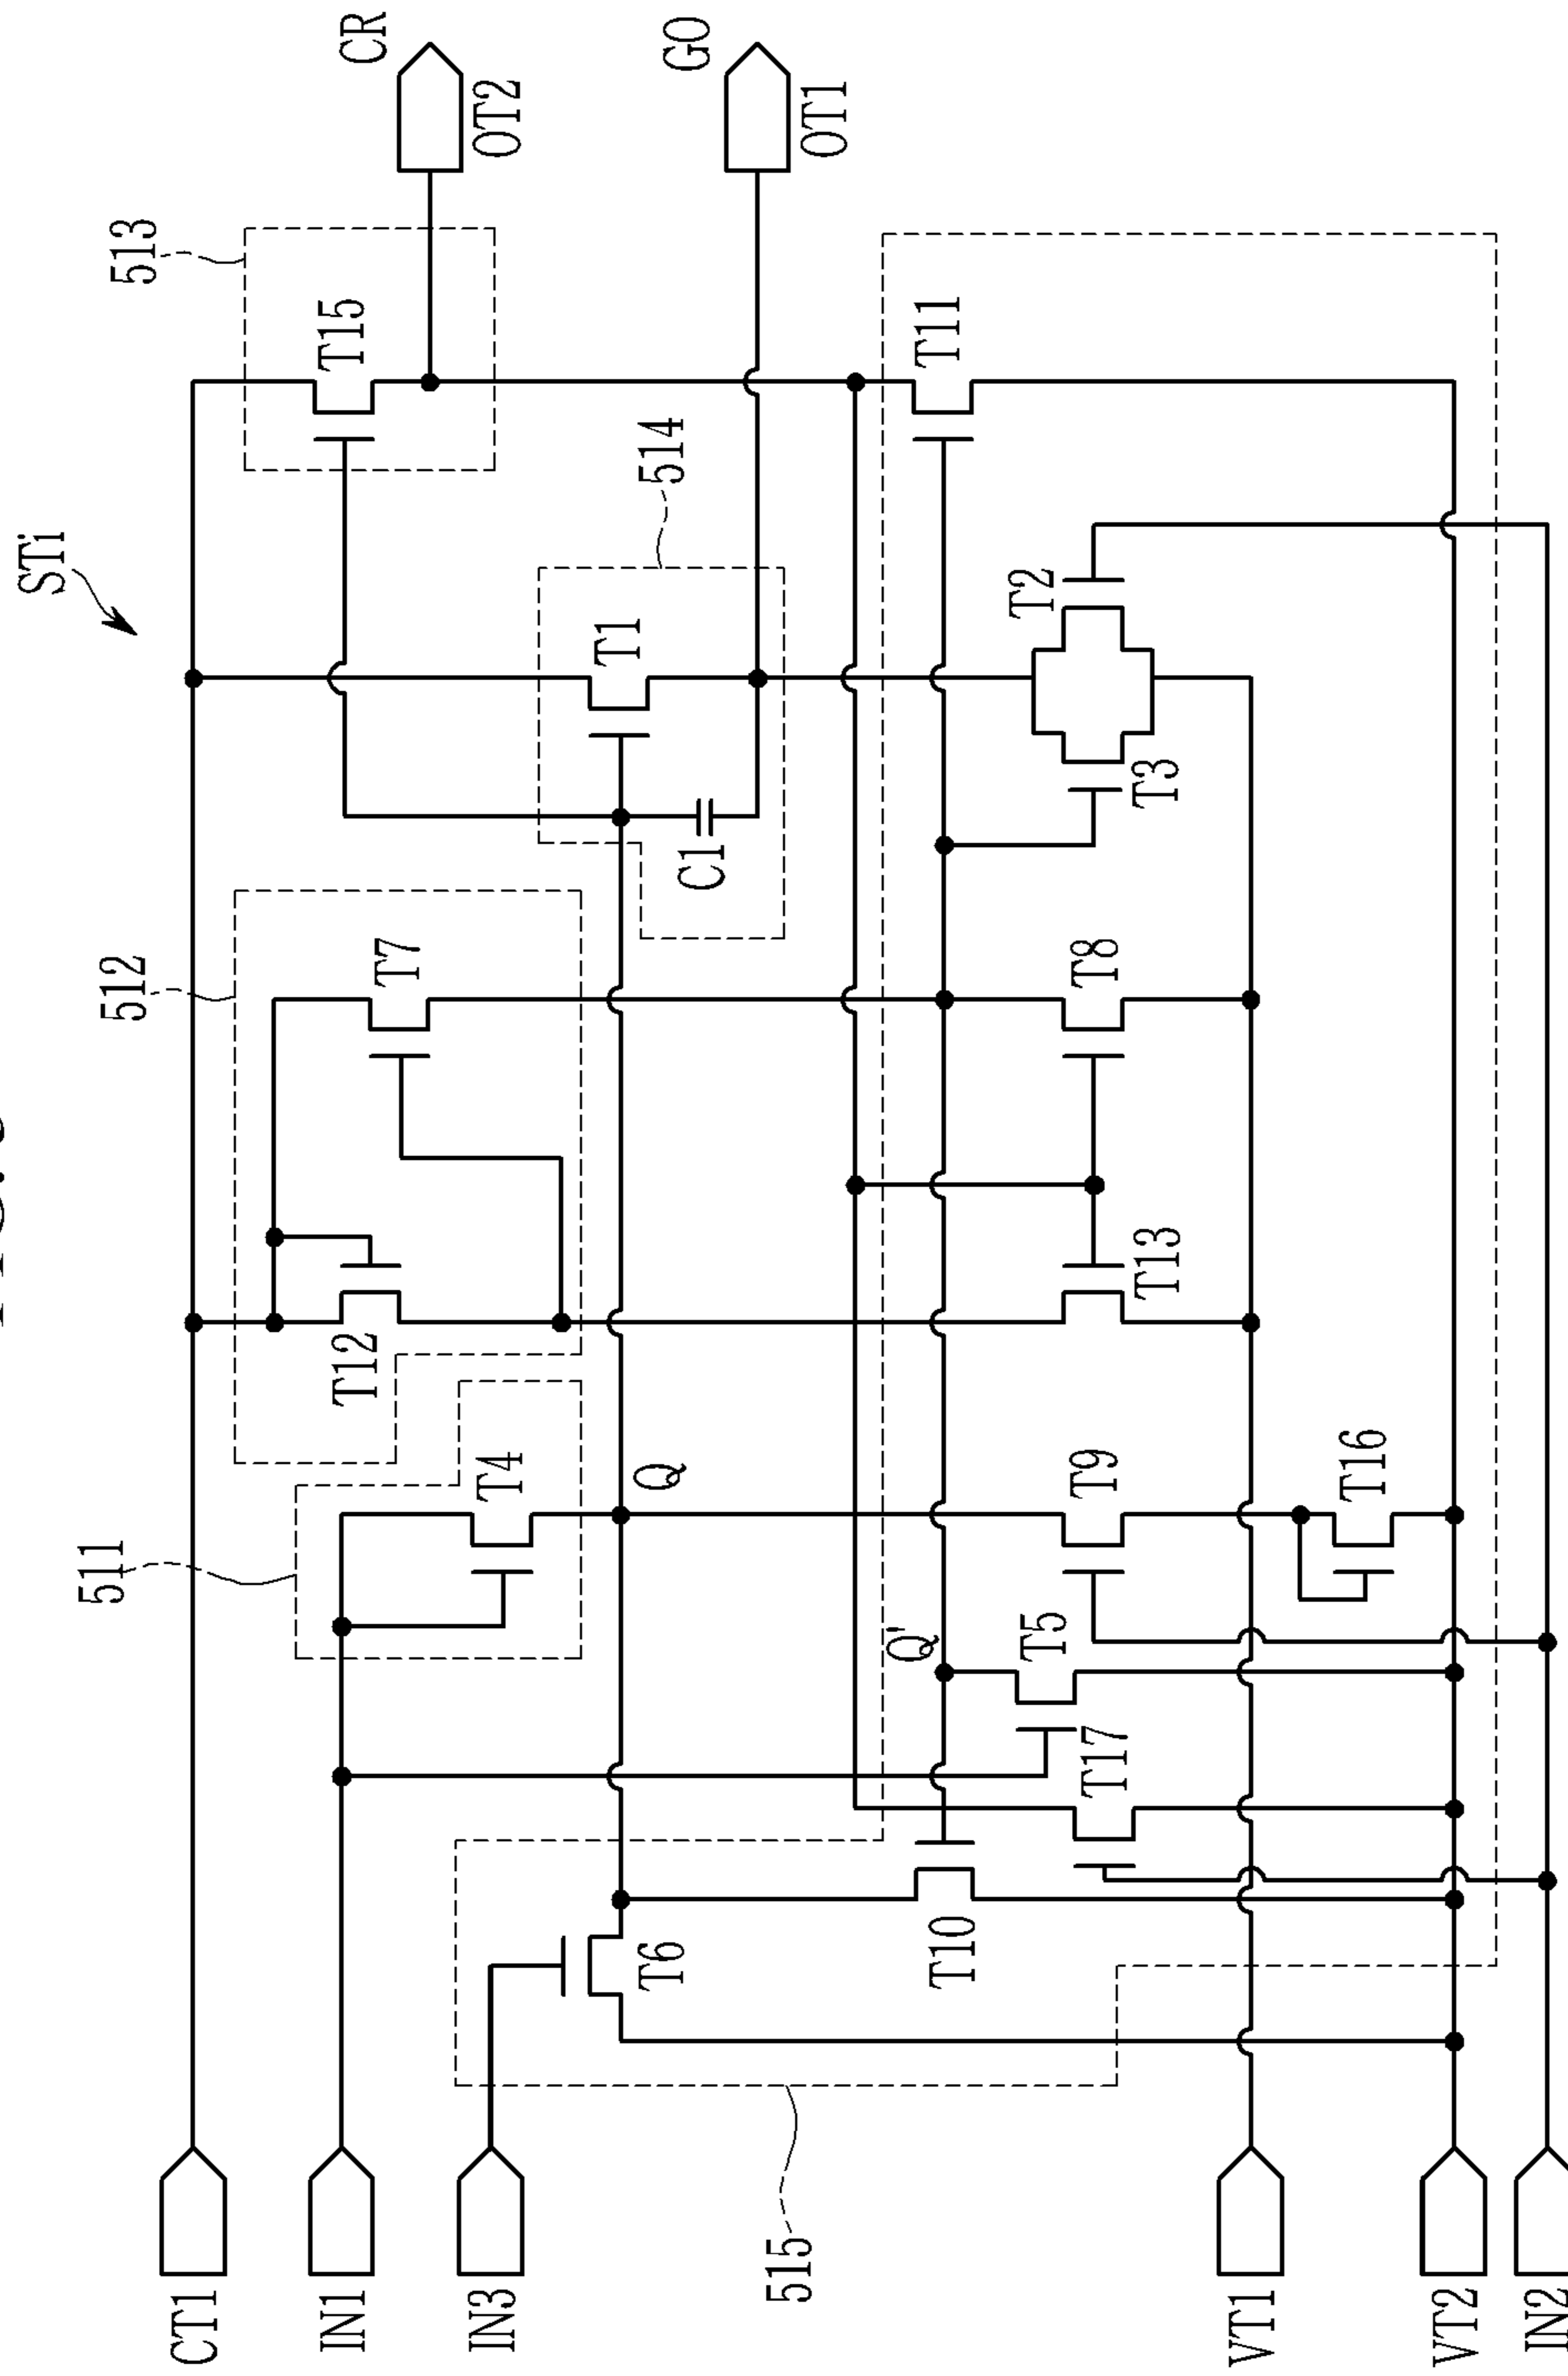 STi
CT1
IN1
IN3
VT1
VT2
IN2
511
512
513
514
515
T4
T12
T7
T15
T1
C1
Q
Q'
T6
T10
T17
T5
T9
T16
T13
T8
T3
T2
T11
CR
OT2
GO
OT1